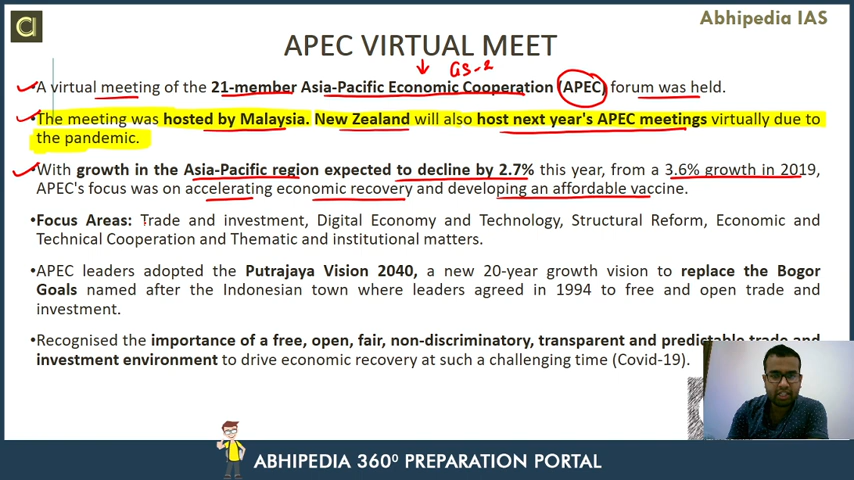 a
Abhipedia IAS
APEC VIRTUAL MEET
GS-2
• A virtual meeting of the 21-member Asia-Pacific Economic Cooperation (APEC) forum was held.
• The meeting was hosted by Malaysia. New Zealand will also host next year's APEC meetings virtually due to
the pandemic.
• With growth in the Asia-Pacific region expected to decline by 2.7% this year, from a 3.6% growth in 2019,
APEC's focus was on accelerating economic recovery and developing an affordable vaccine.
• Focus Areas: Trade and investment, Digital Economy and Technology, Structural Reform, Economic and
Technical Cooperation and Thematic and institutional matters.
• APEC leaders adopted the Putrajaya Vision 2040, a new 20-year growth vision to replace the Bogor
Goals named after the Indonesian town where leaders agreed in 1994 to free and open trade and
investment.
• Recognised the importance of a free, open, fair, non-discriminatory, transparent and predictable trade and
investment environment to drive economic recovery at such a challenging time (Covid-19).
ABHIPEDIA 360⁰ PREPARATION PORTAL